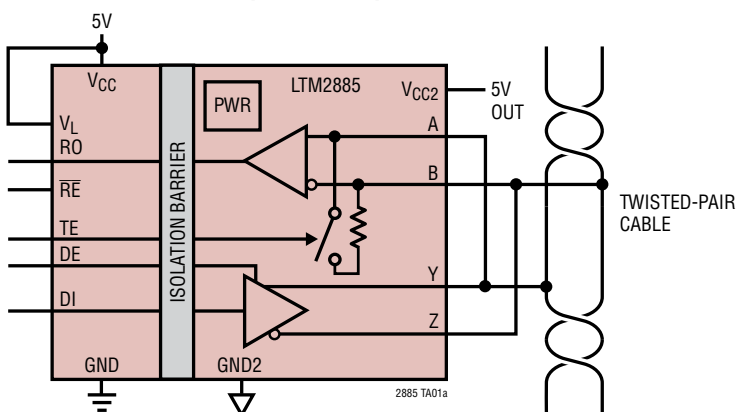 5V
VCC
LTM2885
VCC2
5V
OUT
PWR
VL
RO
RE
TE
DE
DI
ISOLATION BARRIER
A
B
Y
Z
TWISTED-PAIR
CABLE
GND
GND2
2885 TA01a